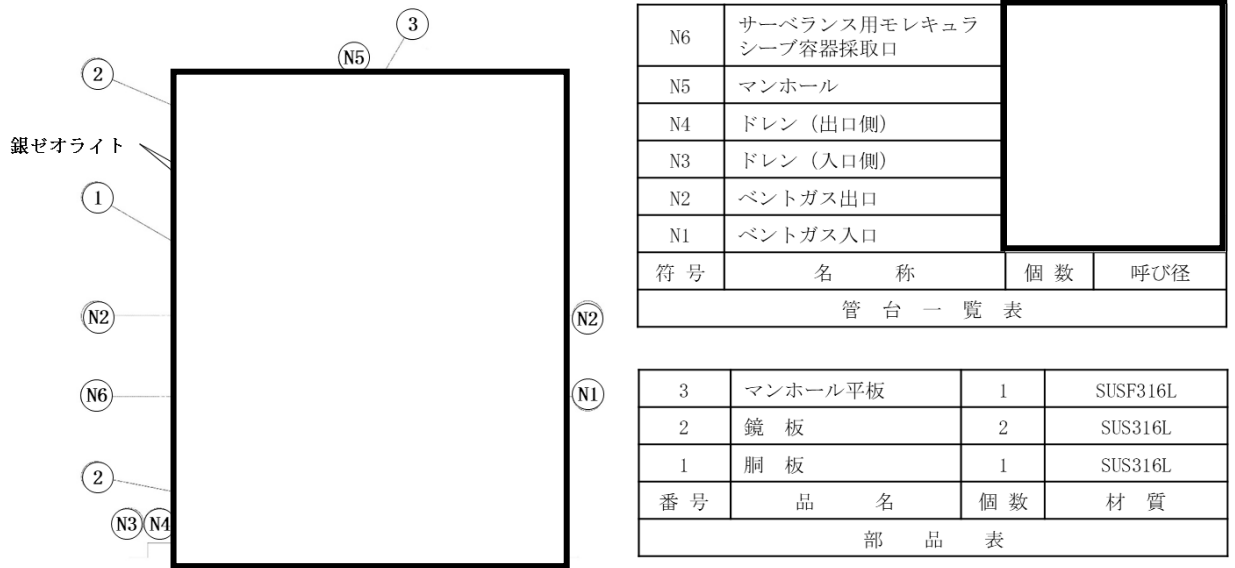 3
N5
2
銀ゼオライト
1
N2
N2
N6
N1
2
N3 N4
N6 サーベランス用モレキュラ
シーブ容器採取口
N5 マンホール
N4 ドレン（出口側）
N3 ドレン（入口側）
N2 ベントガス出口
N1 ベントガス入口
符号 名称 個数 呼び径
管台一覧表
3 マンホール平板 1 SUSF316L
2 鏡板 2 SUS316L
1 胴板 1 SUS316L
番号 品名 個数 材質
部品表